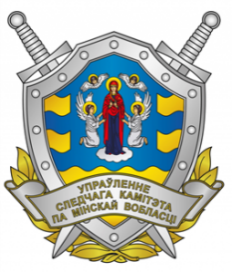 УПРАЎЛЕННЕ
СЛЕДЧАГА КАМІТЭТА
ПА МІНСКАЙ ВОБЛАСЦІ